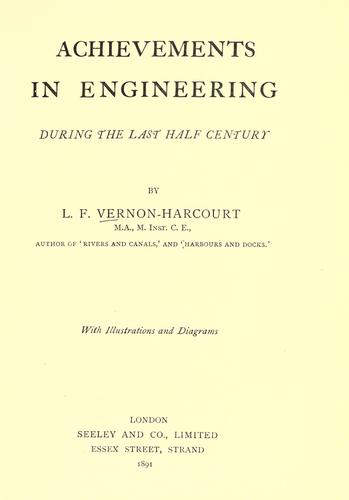 ACHIEVEMENTS
IN ENGINEERING
DURING THE LAST HALF CENTURY
BY
L. F. VERNON-HARCOURT
M.A., M. INST. C. E.,
AUTHOR OF 'RIVERS AND CANALS,' AND 'HARBOURS AND DOCKS.'
With Illustrations and Diagrams
LONDON
SEELEY AND CO., LIMITED
ESSEX STREET, STRAND
1891